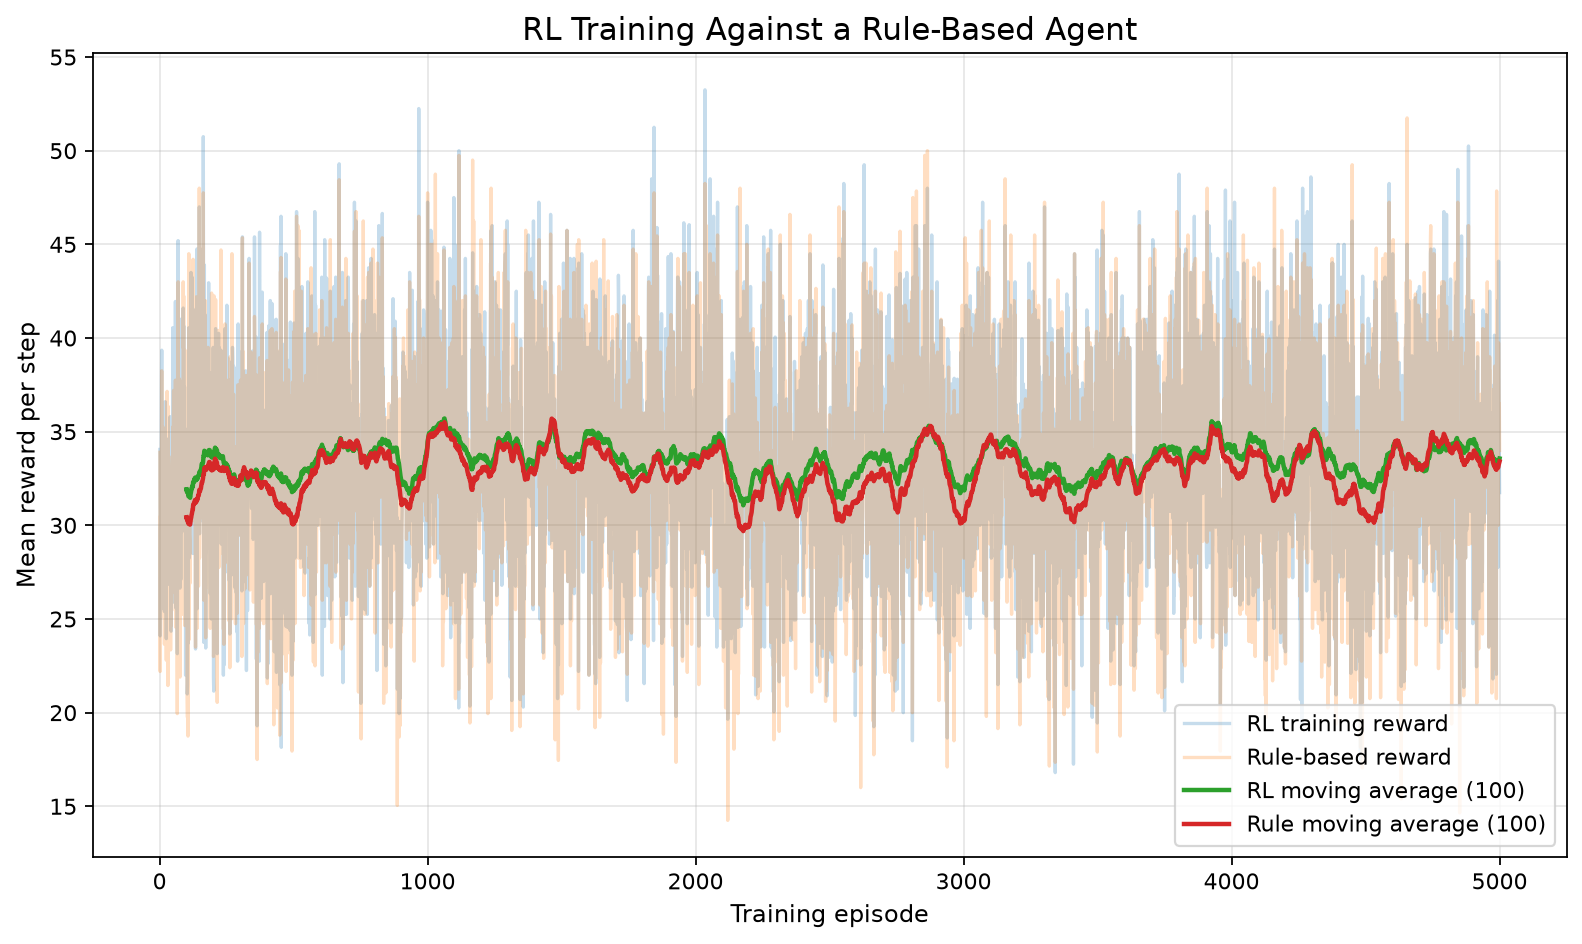 RL Training Against a Rule-Based Agent
Mean reward per step
55
50
45
40
35
30
25
20
15
RL training reward
Rule-based reward
RL moving average (100)
Rule moving average (100)
0
1000
2000
3000
4000
5000
Training episode